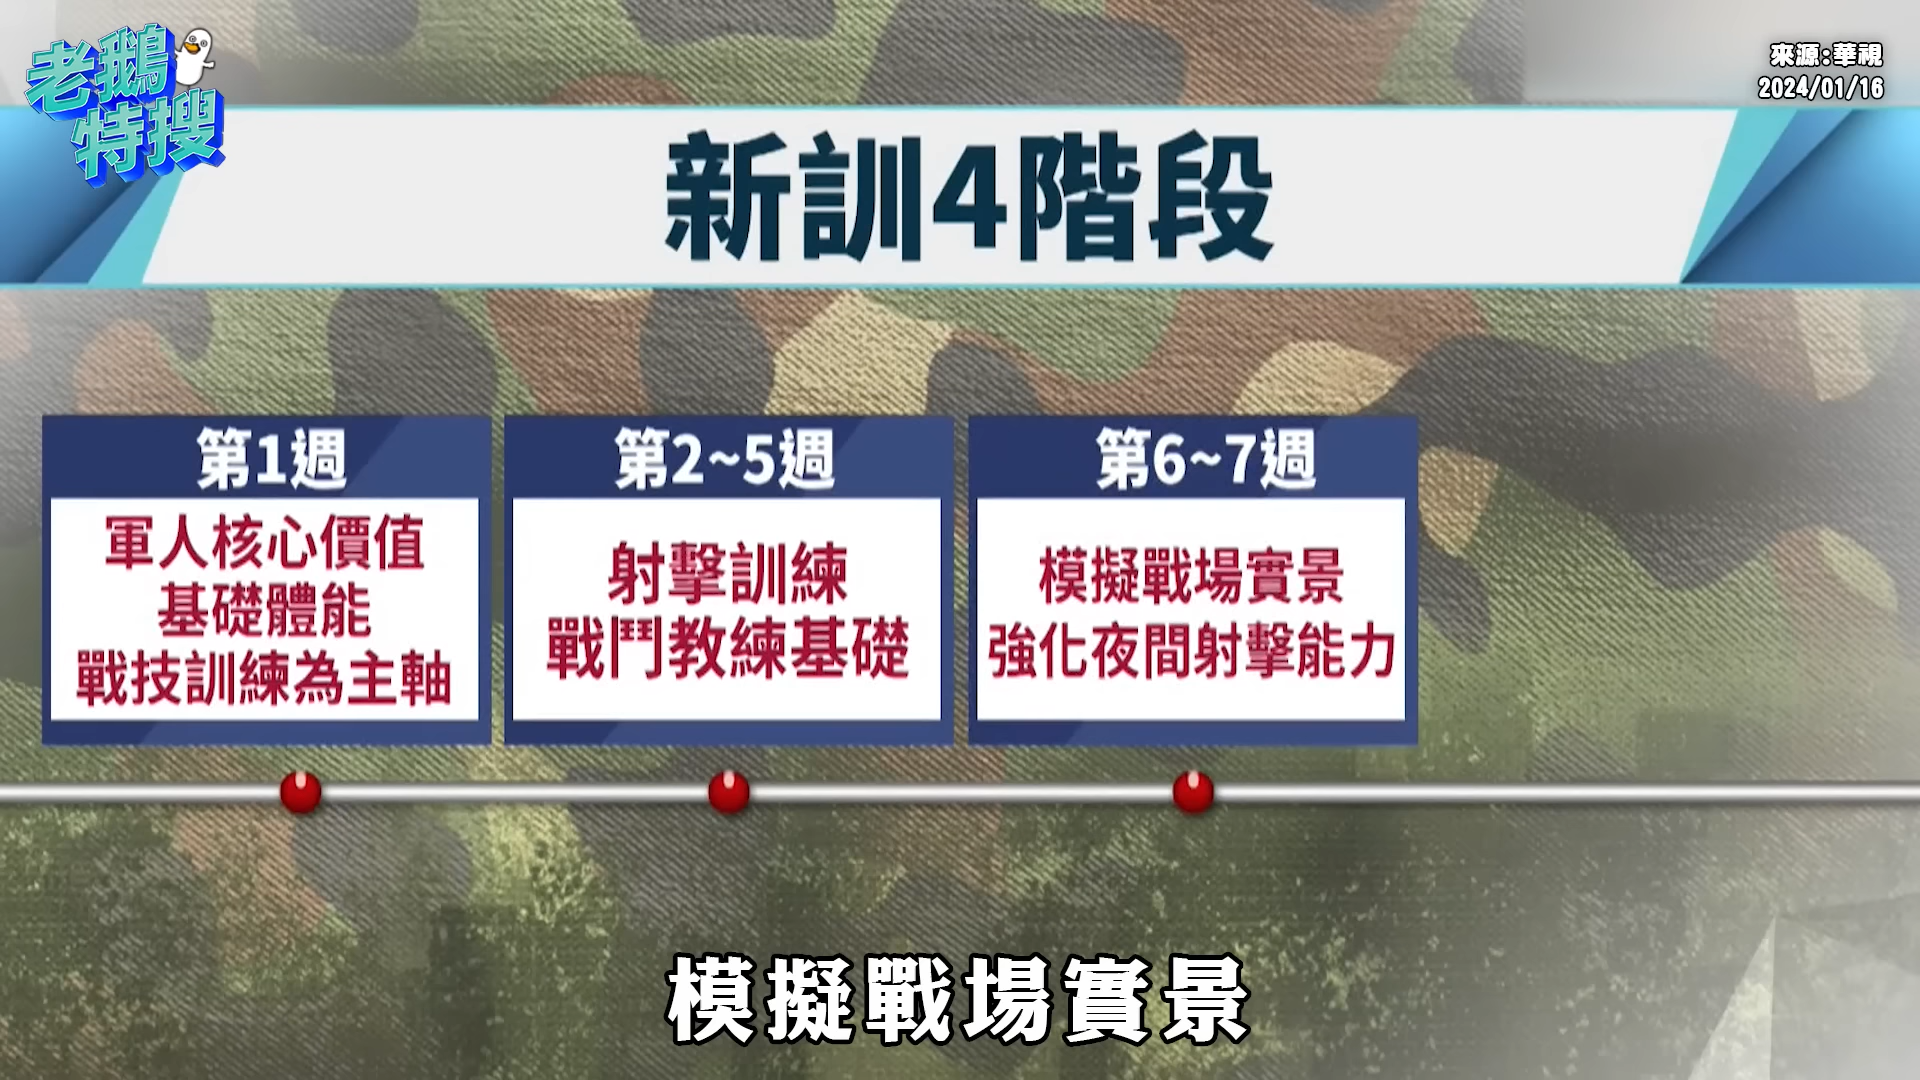 老鵝
特搜
來源:華視
2024/01/16
新訓4階段
第1週
軍人核心價值
基礎體能
戰技訓練為主軸
第2~5週
射擊訓練
戰鬥教練基礎
第6~7週
模擬戰場實景
強化夜間射擊能力
模擬戰場實景